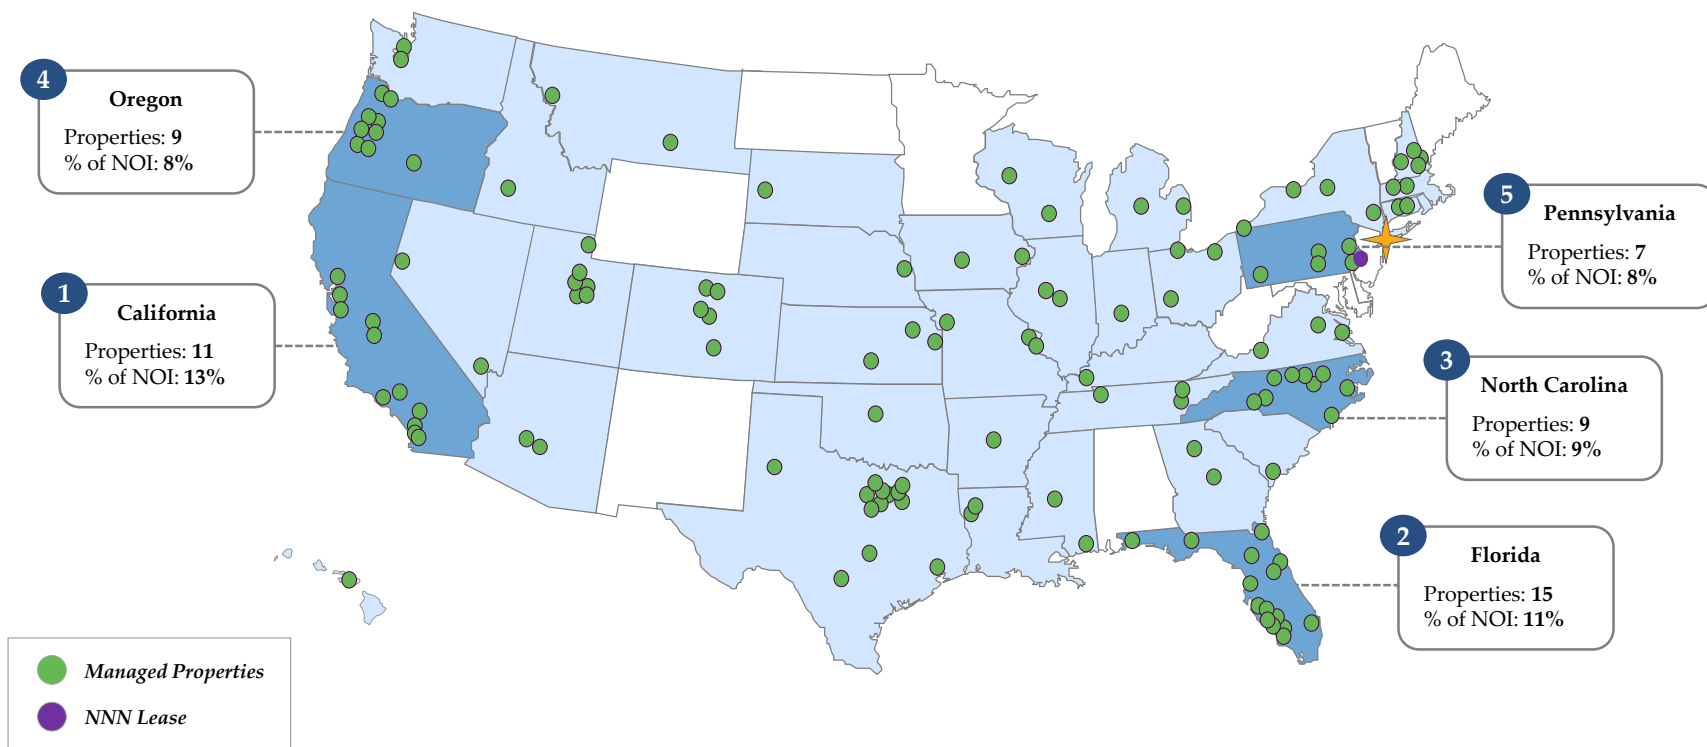 4
Oregon
Properties: 9
% of NOI: 8%
1
California
Properties: 11
% of NOI: 13%
5
Pennsylvania
Properties: 7
% of NOI: 8%
3
North Carolina
Properties: 9
% of NOI: 9%
2
Florida
Properties: 15
% of NOI: 11%
Managed Properties
NNN Lease